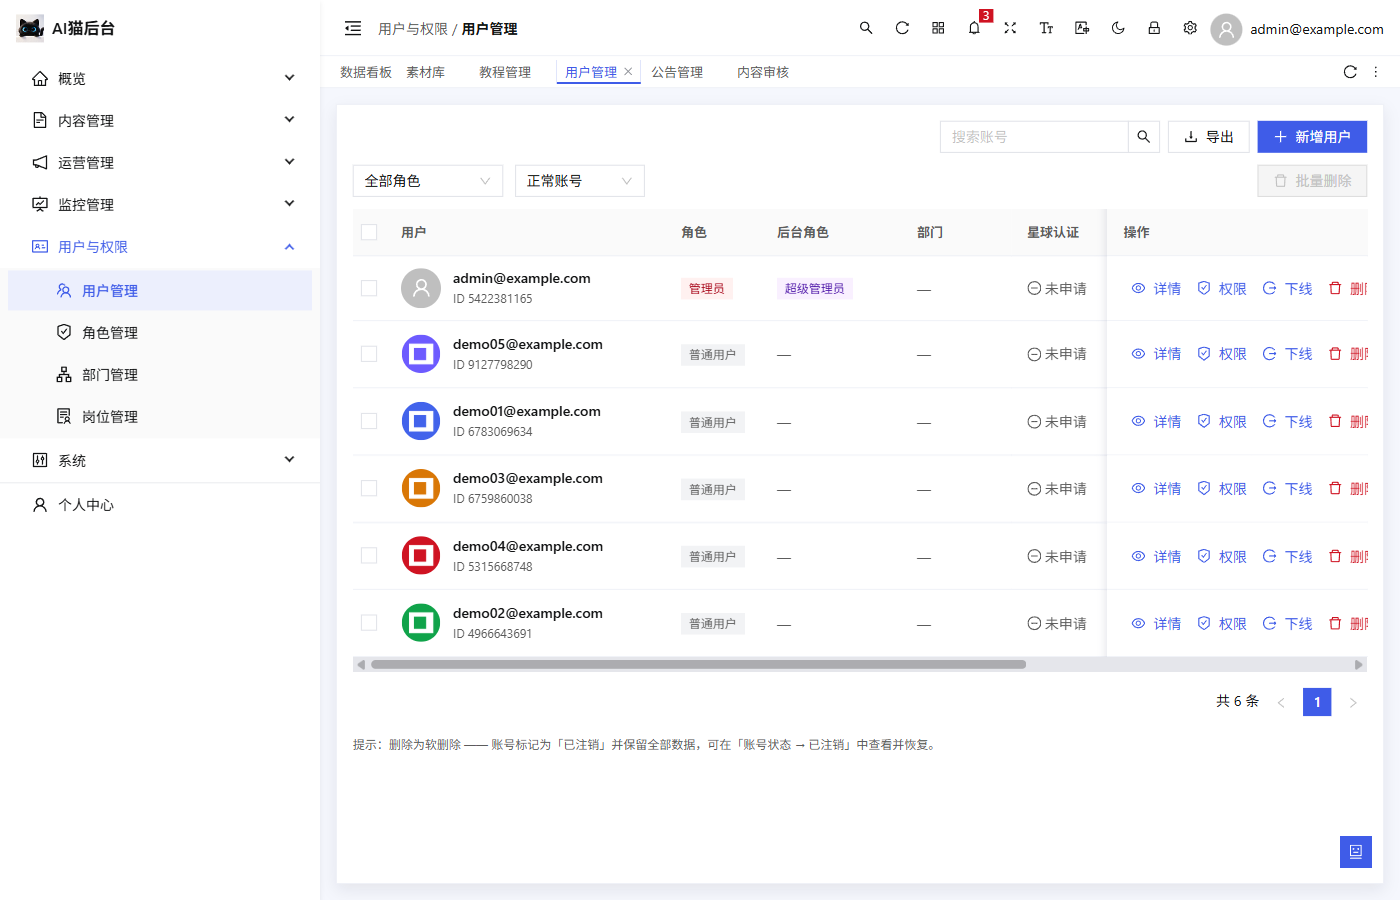 AI猫后台
用户与权限 / 用户管理
3
admin@example.com
概览
内容管理
运营管理
监控管理
用户与权限
用户管理
角色管理
部门管理
岗位管理
系统
个人中心
数据看板
素材库
教程管理
用户管理
公告管理
内容审核
搜索账号
导出
新增用户
全部角色
正常账号
批量删除
用户 角色 后台角色 部门 星球认证 操作
admin@example.com
ID 5422381165
管理员 超级管理员 — 未申请 详情 权限 下线 删
demo05@example.com
ID 9127798290
普通用户 — — 未申请 详情 权限 下线 删
demo01@example.com
ID 6783069634
普通用户 — — 未申请 详情 权限 下线 删
demo03@example.com
ID 6759860038
普通用户 — — 未申请 详情 权限 下线 删
demo04@example.com
ID 5315668748
普通用户 — — 未申请 详情 权限 下线 删
demo02@example.com
ID 4966643691
普通用户 — — 未申请 详情 权限 下线 删
共 6 条
1
提示：删除为软删除 —— 账号标记为「已注销」并保留全部数据，可在「账号状态 → 已注销」中查看并恢复。